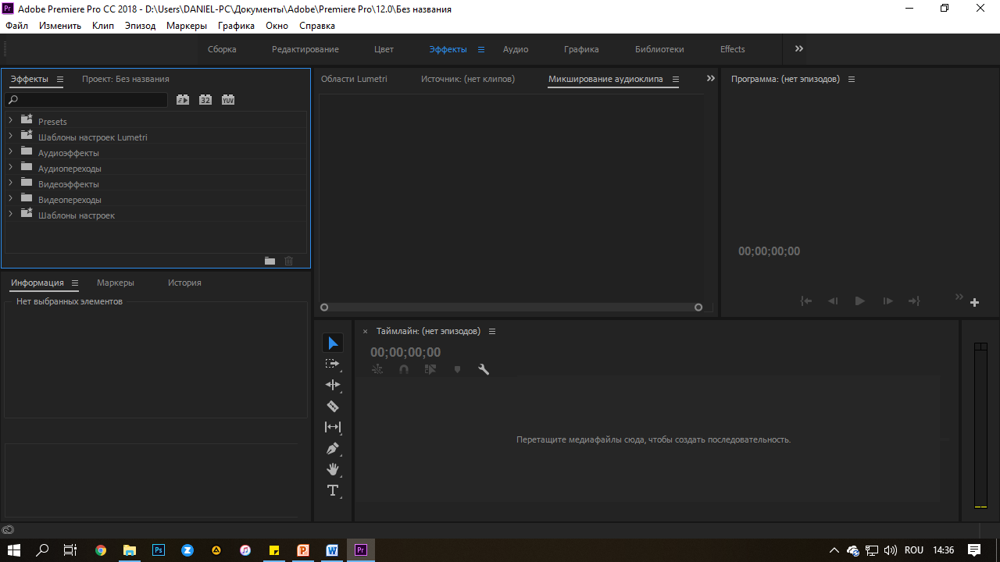 Adobe Premiere Pro CC 2018 - D:\Users\DANIEL-PC\Документы\Adobe\Premiere Pro\12.0\Без названия
Файл Изменить Клип Эпизод Маркеры Графика Окно Справка
Сборка Редактирование Цвет Эффекты Аудио Графика Библиотеки Effects
Эффекты Проект: Без названия
32 YUV
Presets
Шаблоны настроек Lumetri
Аудиоэффекты
Аудиопереходы
Видеоэффекты
Видеопереходы
Шаблоны настроек
Области Lumetri Источник: (нет клипов) Микширование аудиоклипа
Программа: (нет эпизодов)
00;00;00;00
Информация Маркеры История
Нет выбранных элементов
× Таймлайн: (нет эпизодов)
00;00;00;00
Перетащите медиафайлы сюда, чтобы создать последовательность.
Ps Pr ROU 14:36